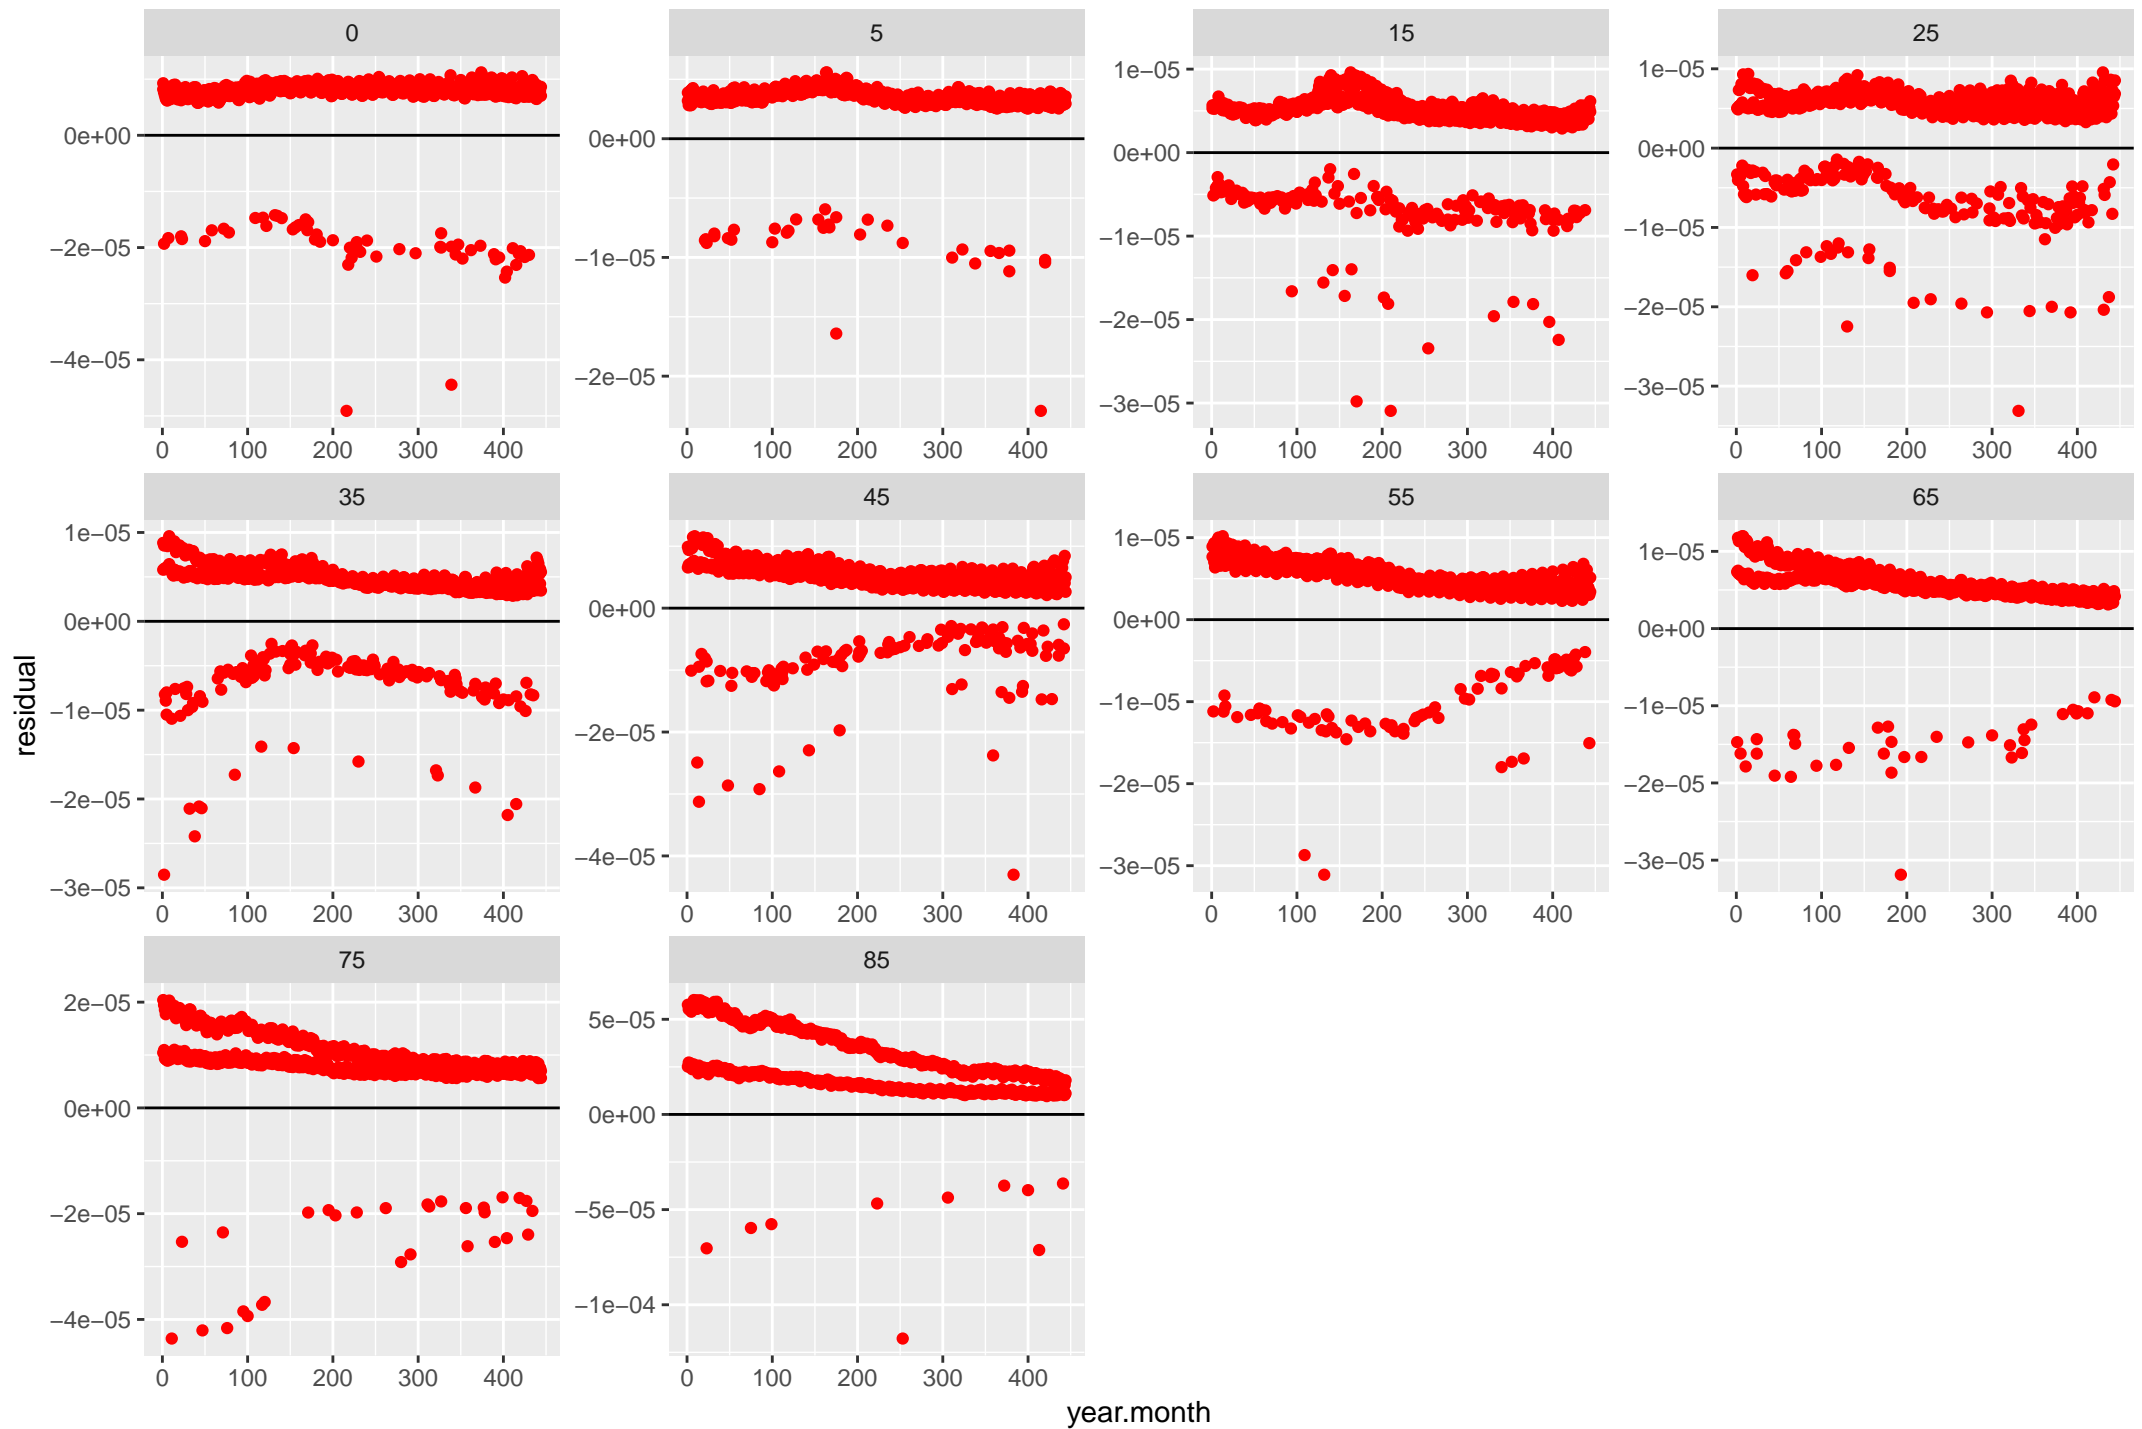 0 5 15 25
1e−05 1e−05
0e+00 0e+00 0e+00 0e+00
−2e−05 −1e−05 −1e−05 −1e−05
−4e−05 −2e−05 −2e−05 −2e−05
−3e−05 −3e−05
0 100 200 300 400 0 100 200 300 400 0 100 200 300 400 0 100 200 300 400
35 45 55 65
1e−05 1e−05 1e−05
0e+00 0e+00 0e+00 0e+00
−1e−05 −2e−05 −1e−05 −1e−05
−2e−05 −4e−05 −2e−05 −2e−05
−3e−05 −3e−05 −3e−05
0 100 200 300 400 0 100 200 300 400 0 100 200 300 400 0 100 200 300 400
residual
75 85
2e−05 5e−05
0e+00 0e+00
−2e−05 −5e−05
−4e−05 −1e−04
0 100 200 300 400 0 100 200 300 400
year.month